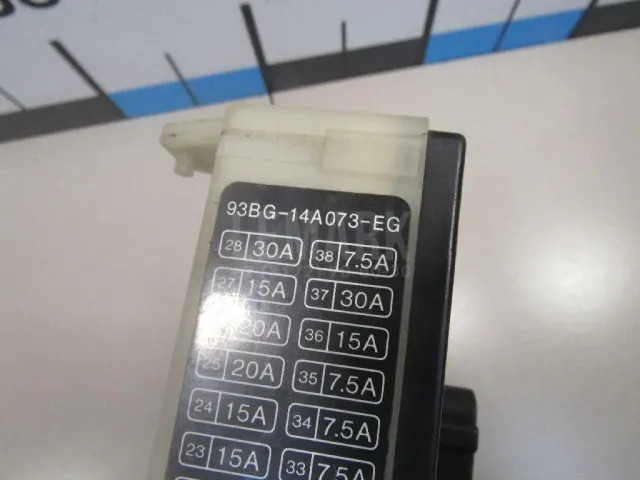 93BG-14A073-EG
28 30A 38 7.5A
27 15A 37 30A
20A 36 15A
25 20A 35 7.5A
24 15A 34 7.5A
23 15A 33 7.5A